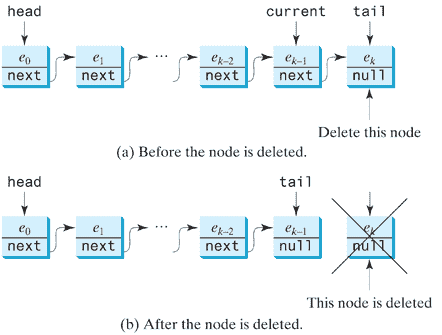 head current tail
e0 e1 ... ek–2 ek–1 ek
next next next next null
Delete this node
(a) Before the node is deleted.
head tail
e0 e1 ... ek–2 ek–1 ek
next next next null null
This node is deleted
(b) After the node is deleted.